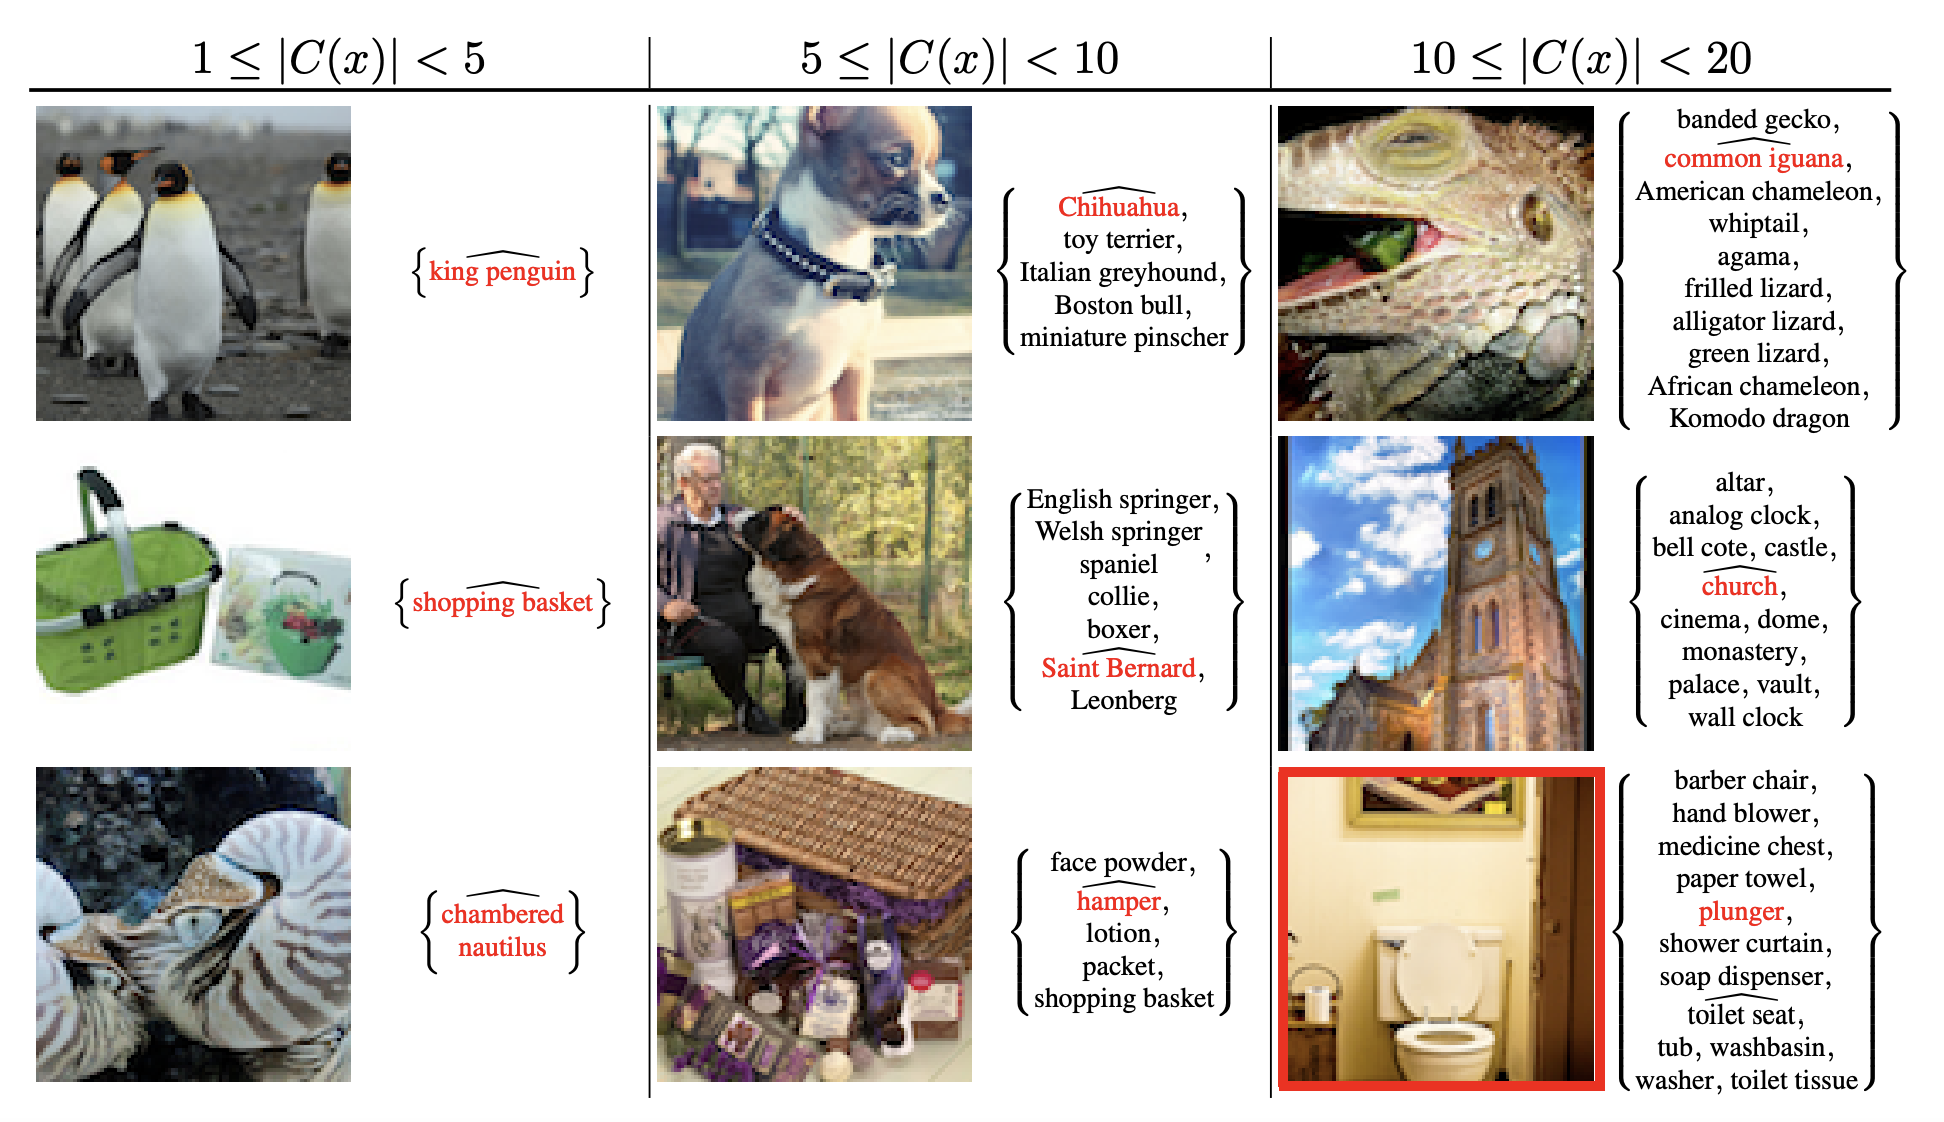 1 ≤ |C(x)| < 5
5 ≤ |C(x)| < 10
10 ≤ |C(x)| < 20
{king penguin}
Chihuahua,
toy terrier,
Italian greyhound,
Boston bull,
miniature pinscher
banded gecko,
common iguana,
American chameleon,
whiptail,
agama,
frilled lizard,
alligator lizard,
green lizard,
African chameleon,
Komodo dragon
{shopping basket}
English springer,
Welsh springer
spaniel ,
collie,
boxer,
Saint Bernard,
Leonberg
altar,
analog clock,
bell cote, castle,
church,
cinema, dome,
monastery,
palace, vault,
wall clock
chambered
nautilus
face powder,
hamper,
lotion,
packet,
shopping basket
barber chair,
hand blower,
medicine chest,
paper towel,
plunger,
shower curtain,
soap dispenser,
toilet seat,
tub, washbasin,
washer, toilet tissue